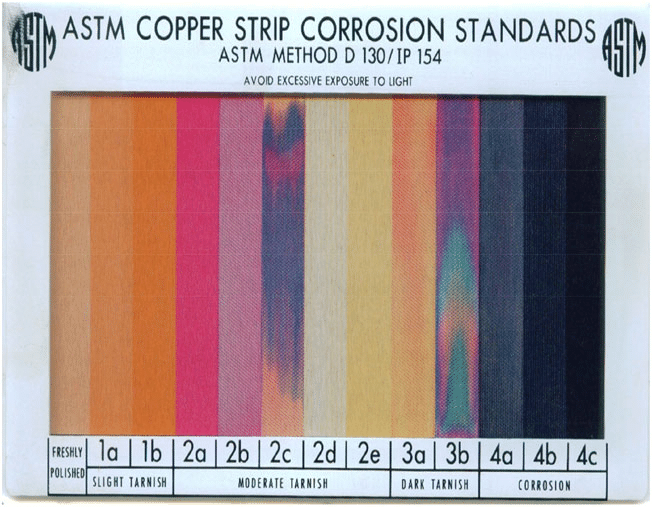 ASTM ASTM COPPER STRIP CORROSION STANDARDS ASTM
ASTM METHOD D 130/IP 154
AVOID EXCESSIVE EXPOSURE TO LIGHT
FRESHLY POLISHED 1a 1b 2a 2b 2c 2d 2e 3a 3b 4a 4b 4c
SLIGHT TARNISH MODERATE TARNISH DARK TARNISH CORROSION